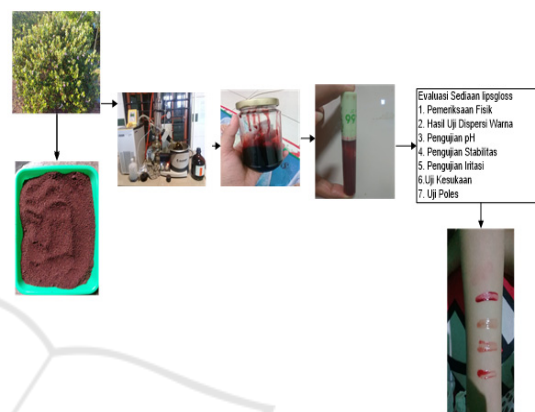 99
Evaluasi Sediaan lipsgloss
1. Pemeriksaan Fisik
2. Hasil Uji Dispersi Warna
3. Pengujian pH
4. Pengujian Stabilitas
5. Pengujian Iritasi
6.Uji Kesukaan
7. Uji Poles